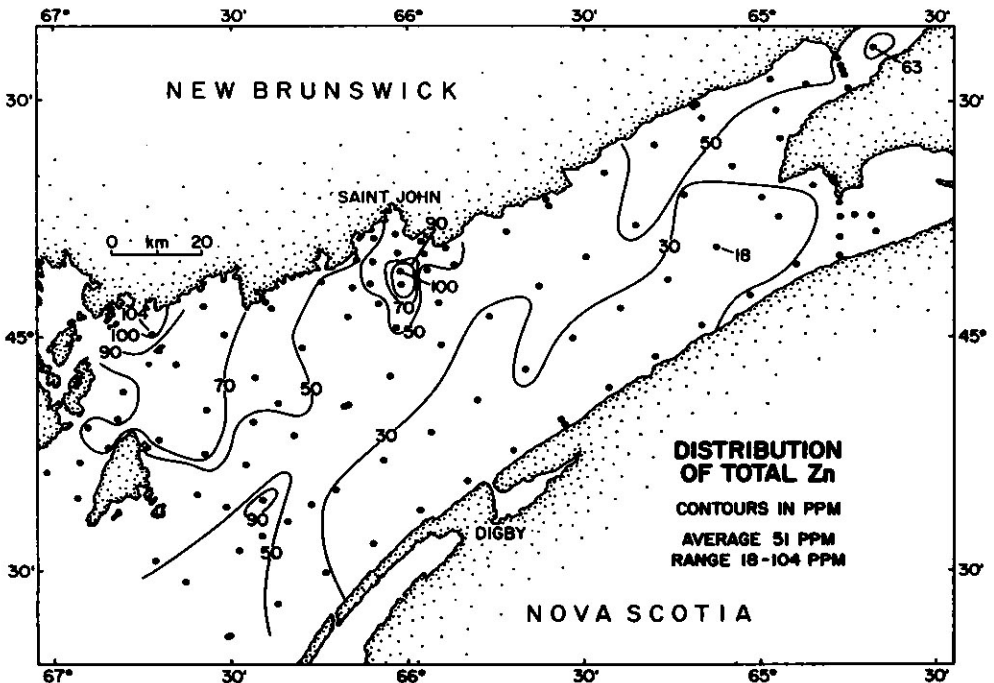 67° 30' 66° 30' 65° 30'
63
30' 30'
NEW BRUNSWICK
50
SAINT JOHN
90
0 km 20
30
18
100
70
50
104
100
90
45° 45°
70
50
30
DISTRIBUTION
OF TOTAL Zn
CONTOURS IN PPM
90
DIGBY
AVERAGE 51 PPM
50
RANGE 18-104 PPM
30' 30'
NOVA SCOTIA
67° 30' 66° 30' 65° 30'